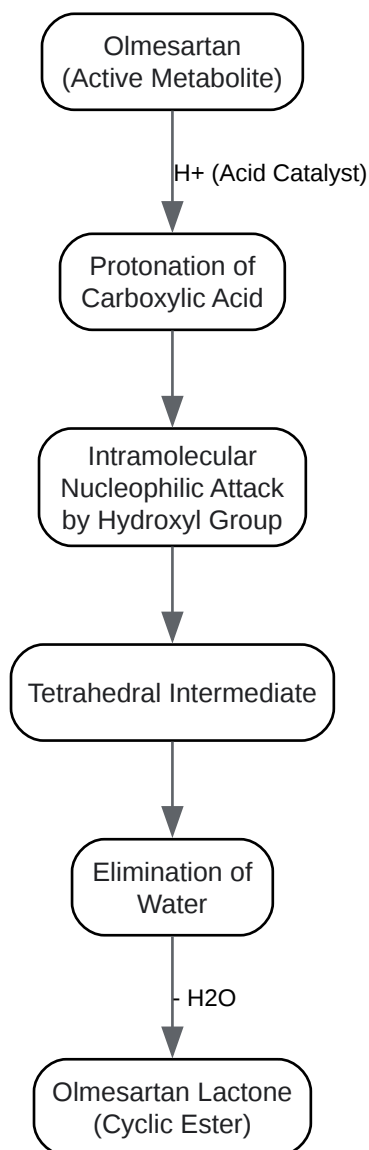 Olmesartan
(Active Metabolite)
H+ (Acid Catalyst)
Protonation of
Carboxylic Acid
Intramolecular
Nucleophilic Attack
by Hydroxyl Group
Tetrahedral Intermediate
Elimination of
Water
- H2O
Olmesartan Lactone
(Cyclic Ester)